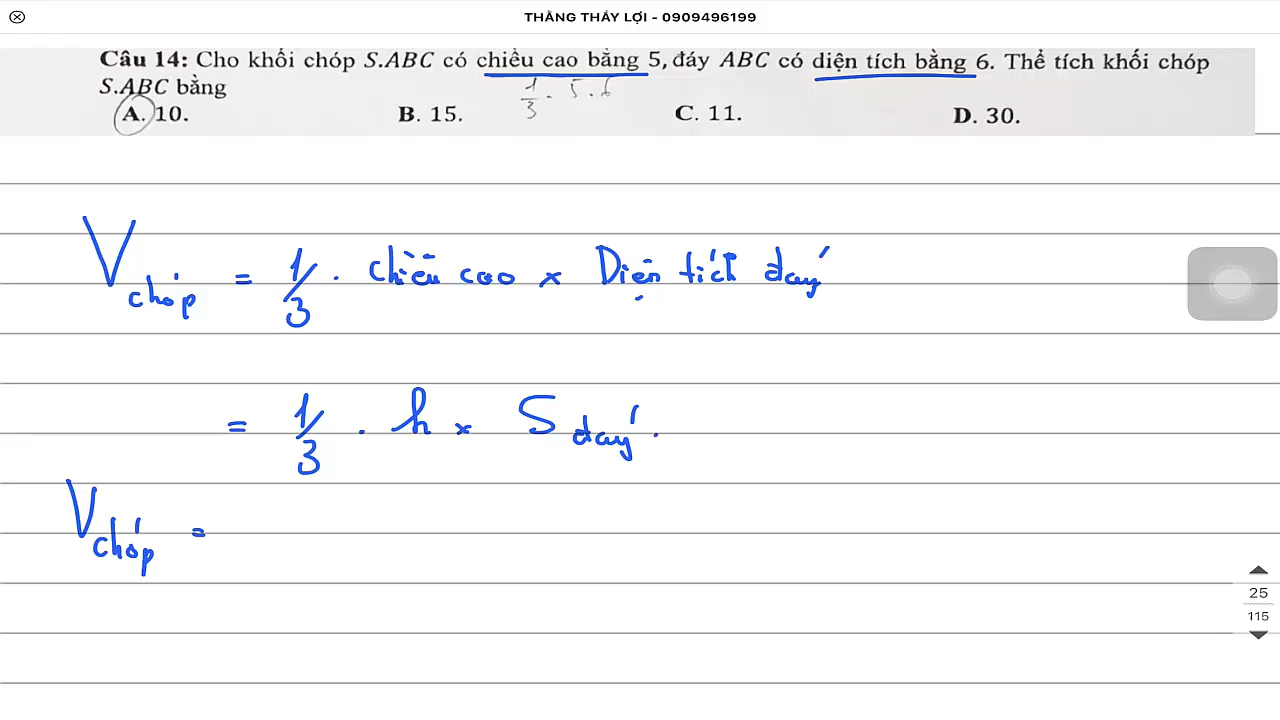 THẦNG THẦY LỢI - 0909496199
Câu 14: Cho khối chóp S.ABC có chiều cao bằng 5, đáy ABC có diện tích bằng 6. Thể tích khối chóp
S.ABC bằng
1/3 . 5 . 6
A. 10. B. 15. C. 11. D. 30.
V chóp = 1/3 . chiều cao × Diện tích đáy
= 1/3 . h × S đáy.
V chóp =
25
115